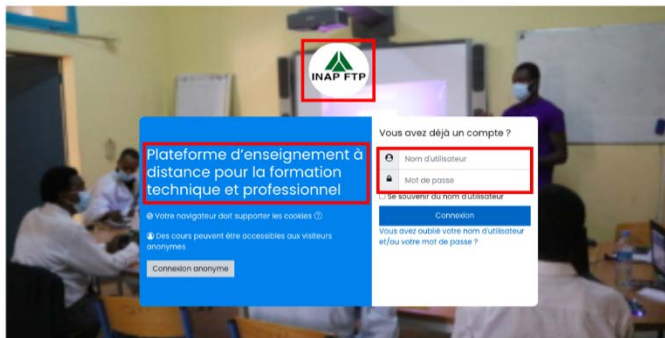 INAP FTP
Plateforme d'enseignement à
distance pour la formation
technique et professionnel
Votre navigateur doit supporter les cookies
Des cours peuvent être accessibles aux visiteurs
anonymes
Connexion anonyme
Vous avez déjà un compte ?
Nom d'utilisateur
Mot de passe
Se souvenir du nom d'utilisateur
Connexion
Vous avez oublié votre nom d'utilisateur
et/ou votre mot de passe ?